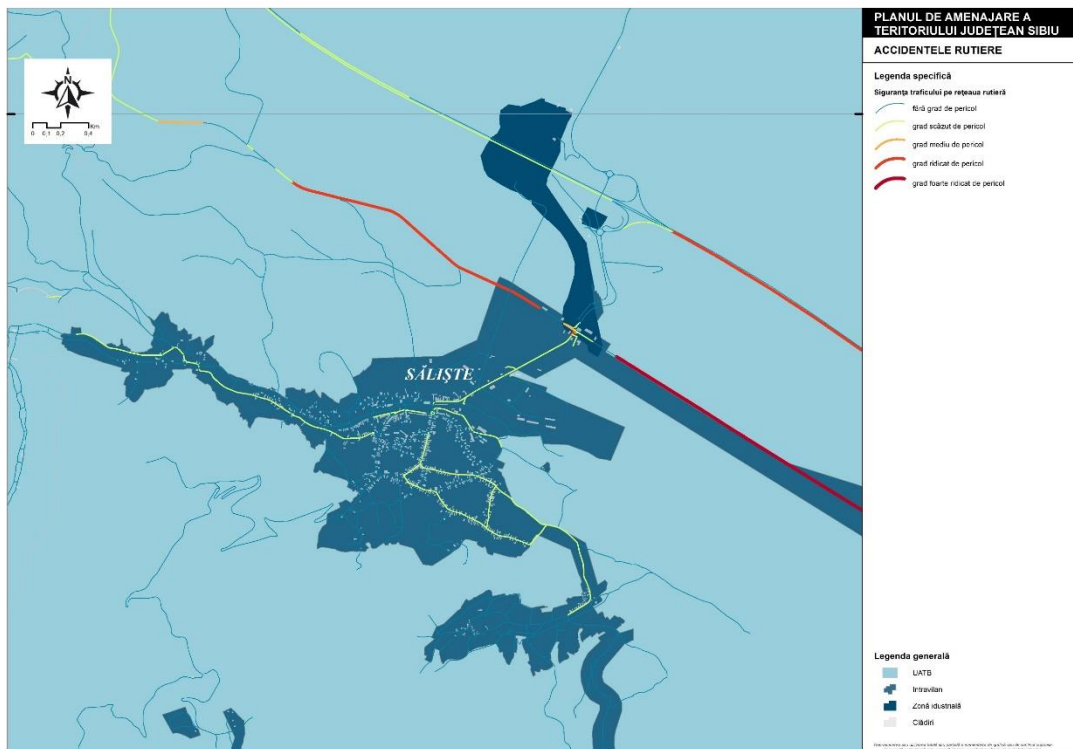 PLANUL DE AMENAJARE A
TERITORIULUI JUDEȚEAN SIBIU
ACCIDENTELE RUTIERE
Legenda specifică
Siguranța traficului pe rețeaua rutieră
fără grad de pericol
grad scăzut de pericol
grad mediu de pericol
grad ridicat de pericol
grad foarte ridicat de pericol
N
Km
0 0,1 0,2 0,4
SĂLIȘTE
Legenda generală
UATB
Intravilan
Zonă idustrială
Clădiri